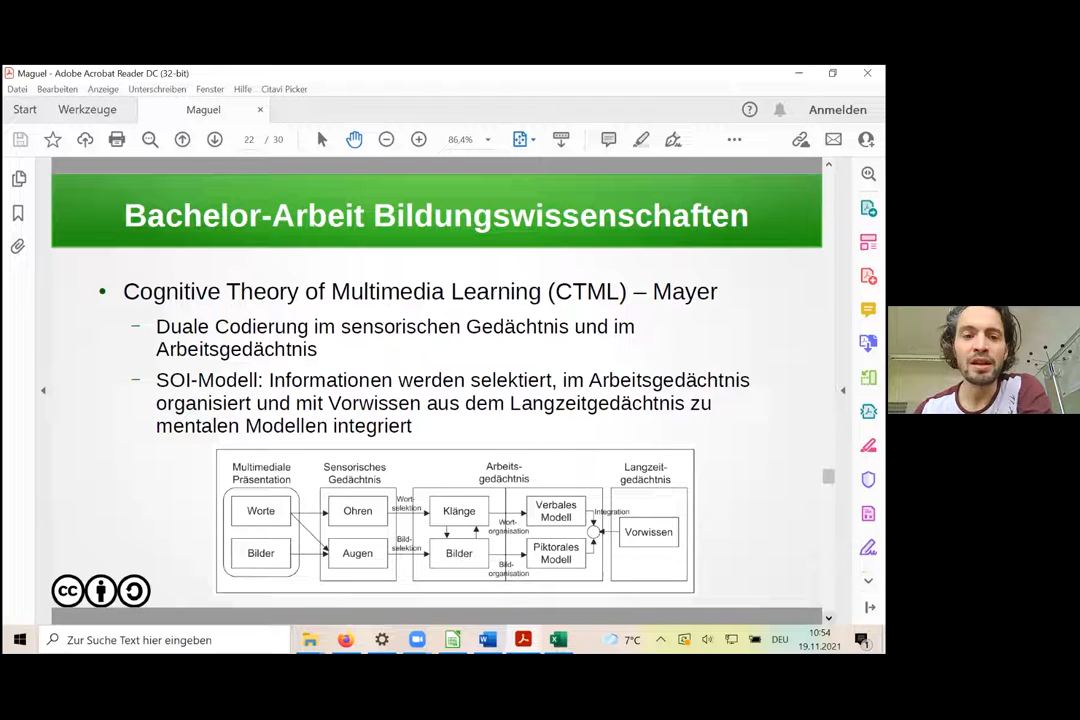 Maguel - Adobe Acrobat Reader DC (32-bit)
Datei Bearbeiten Anzeige Unterschreiben Fenster Hilfe Citavi Picker
Start Werkzeuge Maguel × ? Anmelden
22 / 30 86,4%
Bachelor-Arbeit Bildungswissenschaften
• Cognitive Theory of Multimedia Learning (CTML) – Mayer
– Duale Codierung im sensorischen Gedächtnis und im
Arbeitsgedächtnis
– SOI-Modell: Informationen werden selektiert, im Arbeitsgedächtnis
organisiert und mit Vorwissen aus dem Langzeitgedächtnis zu
mentalen Modellen integriert
Multimediale
Präsentation
Sensorisches
Gedächtnis
Arbeits-
gedächtnis
Langzeit-
gedächtnis
Worte
Ohren
Wort-
selektion
Klänge
Wort-
organisation
Verbales
Modell
Integration
Vorwissen
Bilder
Augen
Bild-
selektion
Bilder
Bild-
organisation
Piktorales
Modell
cc
Zur Suche Text hier eingeben
7°C
DEU
10:54
19.11.2021